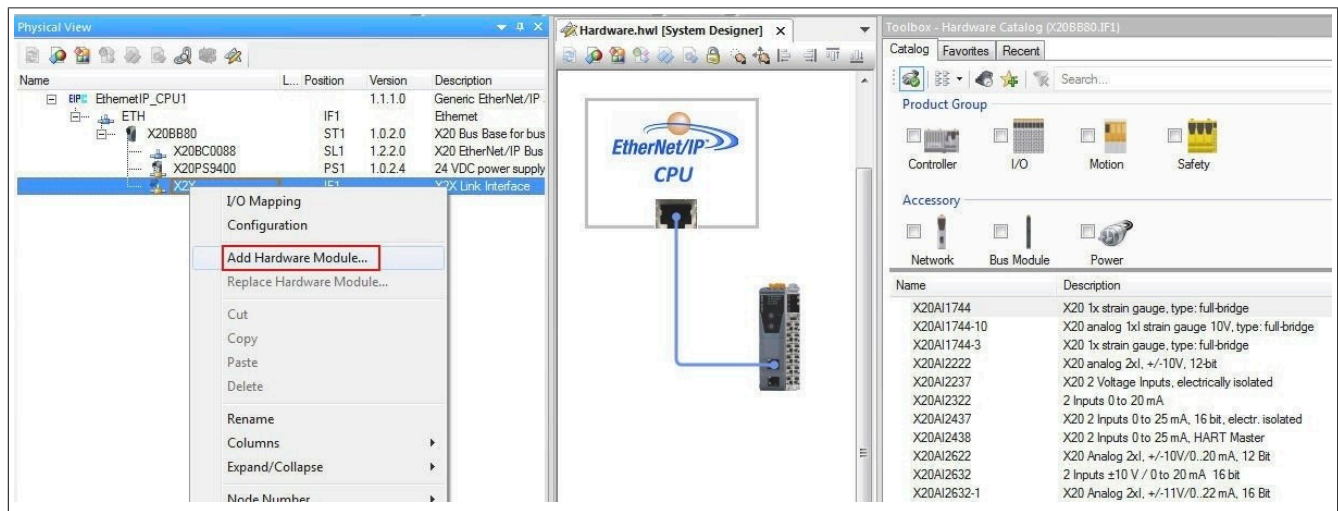 Physical View
Name L... Position Version Description
EIP EthernetIP_CPU1 1.1.1.0 Generic EtherNet/IP
ETH IF1 Ethernet
X20BB80 ST1 1.0.2.0 X20 Bus Base for bus
X20BC0088 SL1 1.2.2.0 X20 EtherNet/IP Bus
X20PS9400 PS1 1.0.2.4 24 VDC power supply
X2X IF1 X2X Link Interface
I/O Mapping
Configuration
Add Hardware Module...
Replace Hardware Module...
Cut
Copy
Paste
Delete
Rename
Columns
Expand/Collapse
Node Number
Hardware.hwl [System Designer] X
EtherNet/IP
CPU
Toolbox - Hardware Catalog (X20BB80.IF1)
Catalog Favorites Recent
Search...
Product Group
Controller I/O Motion Safety
Accessory
Network Bus Module Power
Name Description
X20AI1744 X20 1x strain gauge, type: full-bridge
X20AI1744-10 X20 analog 1xI strain gauge 10V, type: full-bridge
X20AI1744-3 X20 1x strain gauge, type: full-bridge
X20AI2222 X20 analog 2xI, +/-10V, 12-bit
X20AI2237 X20 2 Voltage Inputs, electrically isolated
X20AI2322 2 Inputs 0 to 20 mA
X20AI2437 X20 2 Inputs 0 to 25 mA, 16 bit, electr. isolated
X20AI2438 X20 2 Inputs 0 to 25 mA, HART Master
X20AI2622 X20 Analog 2xI, +/-10V/0..20 mA, 12 Bit
X20AI2632 2 Inputs ±10 V / 0 to 20 mA 16 bit
X20AI2632-1 X20 Analog 2xI, +/-11V/0..22 mA, 16 Bit